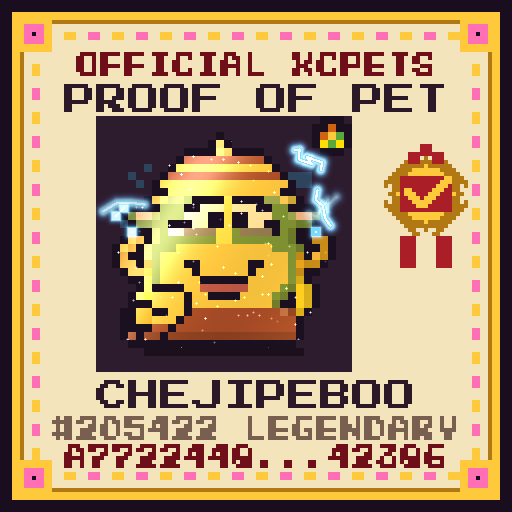 OFFICIAL XCPETS
PROOF OF PET
CHEJIPEBOO
#205422 LEGENDARY
A7722440...42306